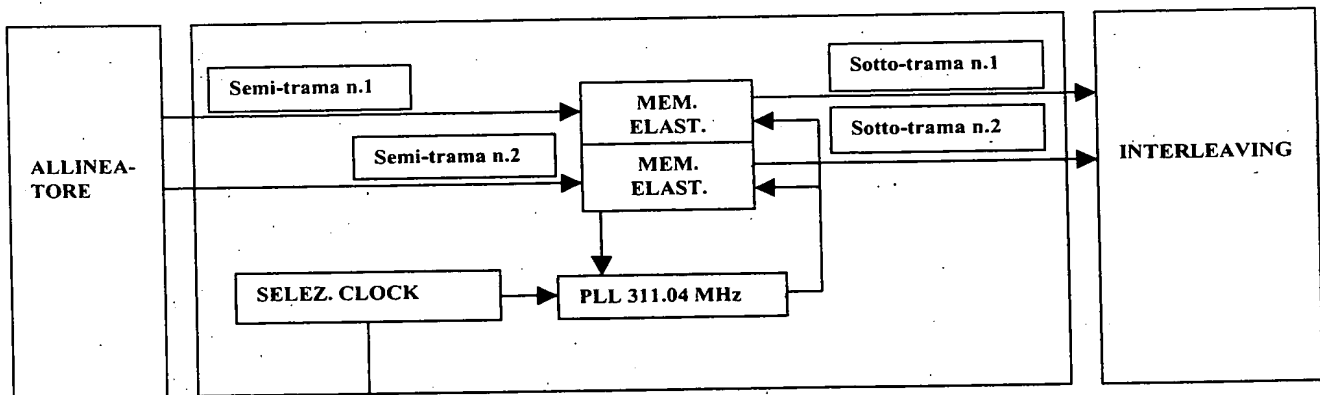 Semi-trama n.1
Sotto-trama n.1
MEM.
ELAST.
Sotto-trama n.2
Semi-trama n.2
MEM.
ELAST.
ALLINEA-
TORE
INTERLEAVING
SELEZ. CLOCK
PLL 311.04 MHz